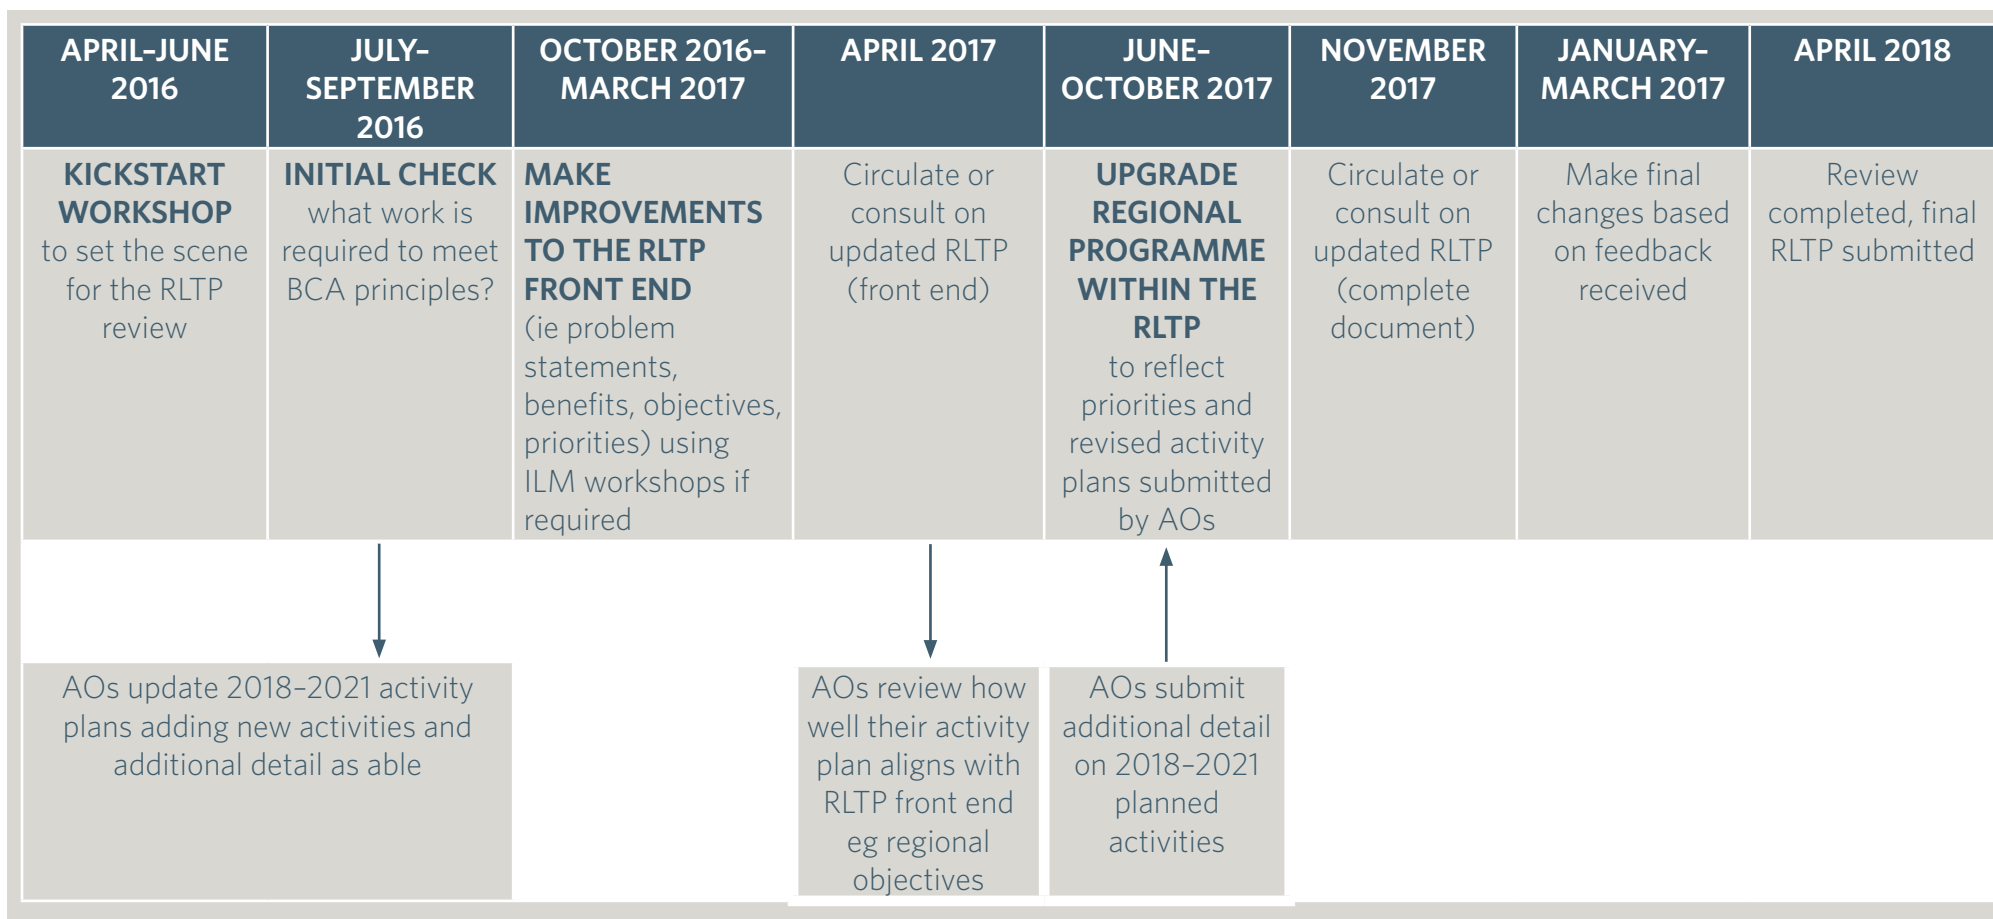 APRIL–JUNE
2016
JULY–
SEPTEMBER
2016
OCTOBER 2016–
MARCH 2017
APRIL 2017
JUNE–
OCTOBER 2017
NOVEMBER
2017
JANUARY–
MARCH 2017
APRIL 2018
KICKSTART
WORKSHOP
to set the scene
for the RLTP
review
INITIAL CHECK
what work is
required to meet
BCA principles?
MAKE
IMPROVEMENTS
TO THE RLTP
FRONT END
(ie problem
statements,
benefits, objectives,
priorities) using
ILM workshops if
required
Circulate or
consult on
updated RLTP
(front end)
UPGRADE
REGIONAL
PROGRAMME
WITHIN THE
RLTP
to reflect
priorities and
revised activity
plans submitted
by AOs
Circulate or
consult on
updated RLTP
(complete
document)
Make final
changes based
on feedback
received
Review
completed, final
RLTP submitted
AOs update 2018–2021 activity
plans adding new activities and
additional detail as able
AOs review how
well their activity
plan aligns with
RLTP front end
eg regional
objectives
AOs submit
additional detail
on 2018–2021
planned
activities